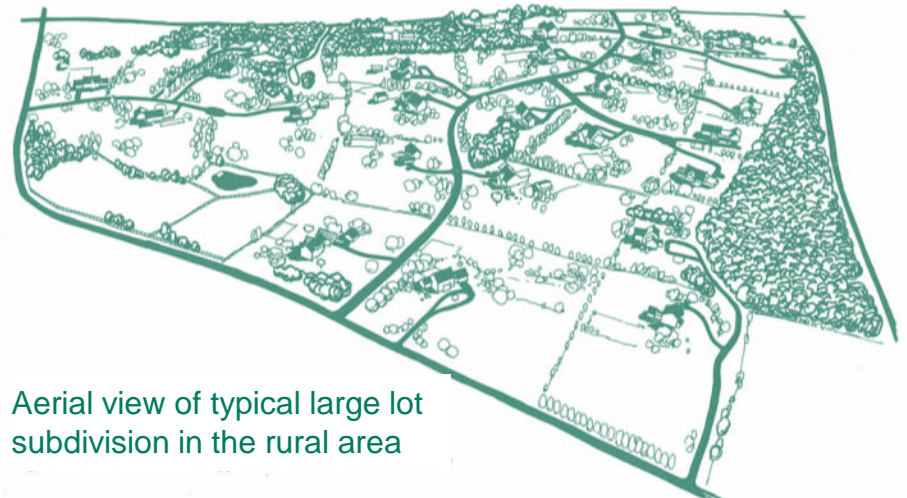 Aerial view of typical large lot
subdivision in the rural area